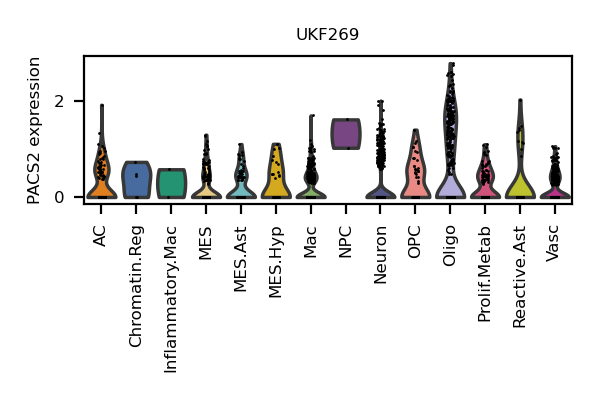 UKF269
PACS2 expression
2
0
AC
Chromatin.Reg
Inflammatory.Mac
MES
MES.Ast
MES.Hyp
Mac
NPC
Neuron
OPC
Oligo
Prolif.Metab
Reactive.Ast
Vasc